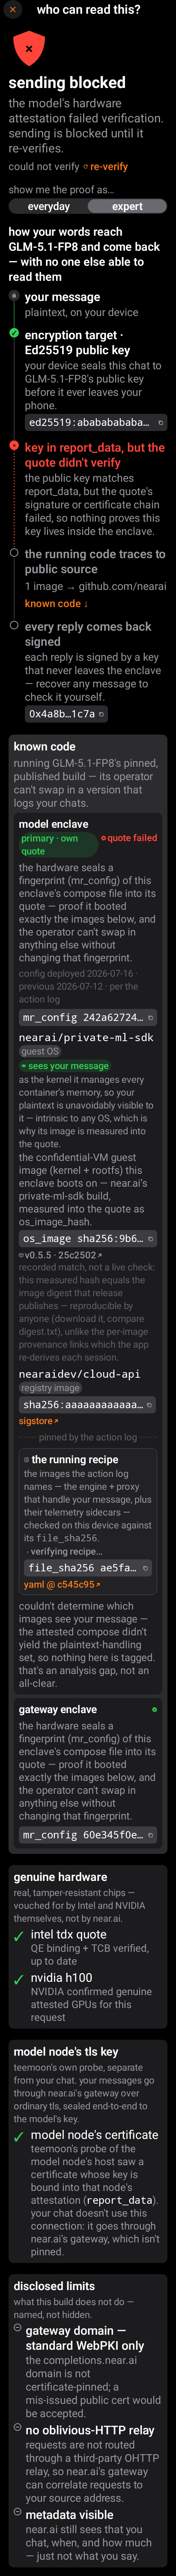 who can read this?
sending blocked
the model's hardware
attestation failed verification.
sending is blocked until it
re-verifies.
could not verify re-verify
show me the proof as...
everyday expert
how your words reach
GLM-5.1-FP8 and come back
— with no one else able to
read them
your message
plaintext, on your device
encryption target ·
Ed25519 public key
your device seals this chat to
GLM-5.1-FP8's public key
before it ever leaves your
phone.
ed25519:abababababa…
key in report_data, but the
quote didn't verify
the public key matches
report_data, but the quote's
signature or certificate chain
failed, so nothing proves this
key lives inside the enclave.
the running code traces to
public source
1 image → github.com/nearai
known code ↓
every reply comes back
signed
each reply is signed by a key
that never leaves the enclave
— recover any message to
check it yourself.
0x4a8b…1c7a
known code
running GLM-5.1-FP8's pinned,
published build — its operator
can't swap in a version that
logs your chats.
model enclave
primary · own
quote
quote failed
the hardware seals a
fingerprint (mr_config) of this
enclave's compose file into its
quote — proof it booted
exactly the images below, and
the operator can't swap in
anything else without
changing that fingerprint.
config deployed 2026-07-16 ·
previous 2026-07-12 · per the
action log
mr_config 242a62724…
nearai/private-ml-sdk
guest OS
sees your message
as the kernel it manages every
container's memory, so your
plaintext is unavoidably visible to
it — intrinsic to any OS, which is
why its image is measured into
the quote.
the confidential-VM guest
image (kernel + rootfs) this
enclave boots on — near.ai's
private-ml-sdk build,
measured into the quote as
os_image_hash.
os_image sha256:9b6…
v0.5.5 · 25c2502↗
recorded match, not a live check:
this measured hash equals the
image digest that release
publishes — reproducible by
anyone (download it, compare
digest.txt), unlike the per-image
provenance links which the app
re-derives each session.
nearaidev/cloud-api
registry image
sha256:aaaaaaaaaaaa…
sigstore↗
pinned by the action log
the running recipe
the images the action log
names — the engine + proxy
that handle your message, plus
their telemetry sidecars —
checked on this device against
its file_sha256.
· verifying recipe…
file_sha256 ae5fa…
yaml @ c545c95↗
couldn't determine which
images see your message —
the attested compose didn't
yield the plaintext-handling
set, so nothing here is tagged.
that's an analysis gap, not an
all-clear.
gateway enclave
the hardware seals a
fingerprint (mr_config) of this
enclave's compose file into its
quote — proof it booted
exactly the images below, and
the operator can't swap in
anything else without
changing that fingerprint.
mr_config 60e345f0e…
genuine hardware
real, tamper-resistant chips —
vouched for by Intel and NVIDIA
themselves, not by near.ai.
intel tdx quote
QE binding + TCB verified,
up to date
nvidia h100
NVIDIA confirmed genuine
attested GPUs for this
request
model node's tls key
teemoon's own probe, separate
from your chat. your messages go
through near.ai's gateway over
ordinary tls, sealed end-to-end to
the model's key.
model node's certificate
teemoon's probe of the
model node's host saw a
certificate whose key is
bound into that node's
attestation (report_data).
your chat doesn't use this
connection: it goes through
near.ai's gateway, which isn't
pinned.
disclosed limits
what this build does not do —
named, not hidden.
gateway domain —
standard WebPKI only
the completions.near.ai
domain is not
certificate-pinned; a
mis-issued public cert would
be accepted.
no oblivious-HTTP relay
requests are not routed
through a third-party OHTTP
relay, so near.ai's gateway
can correlate requests to
your source address.
metadata visible
near.ai still sees that you
chat, when, and how much
— just not what you say.